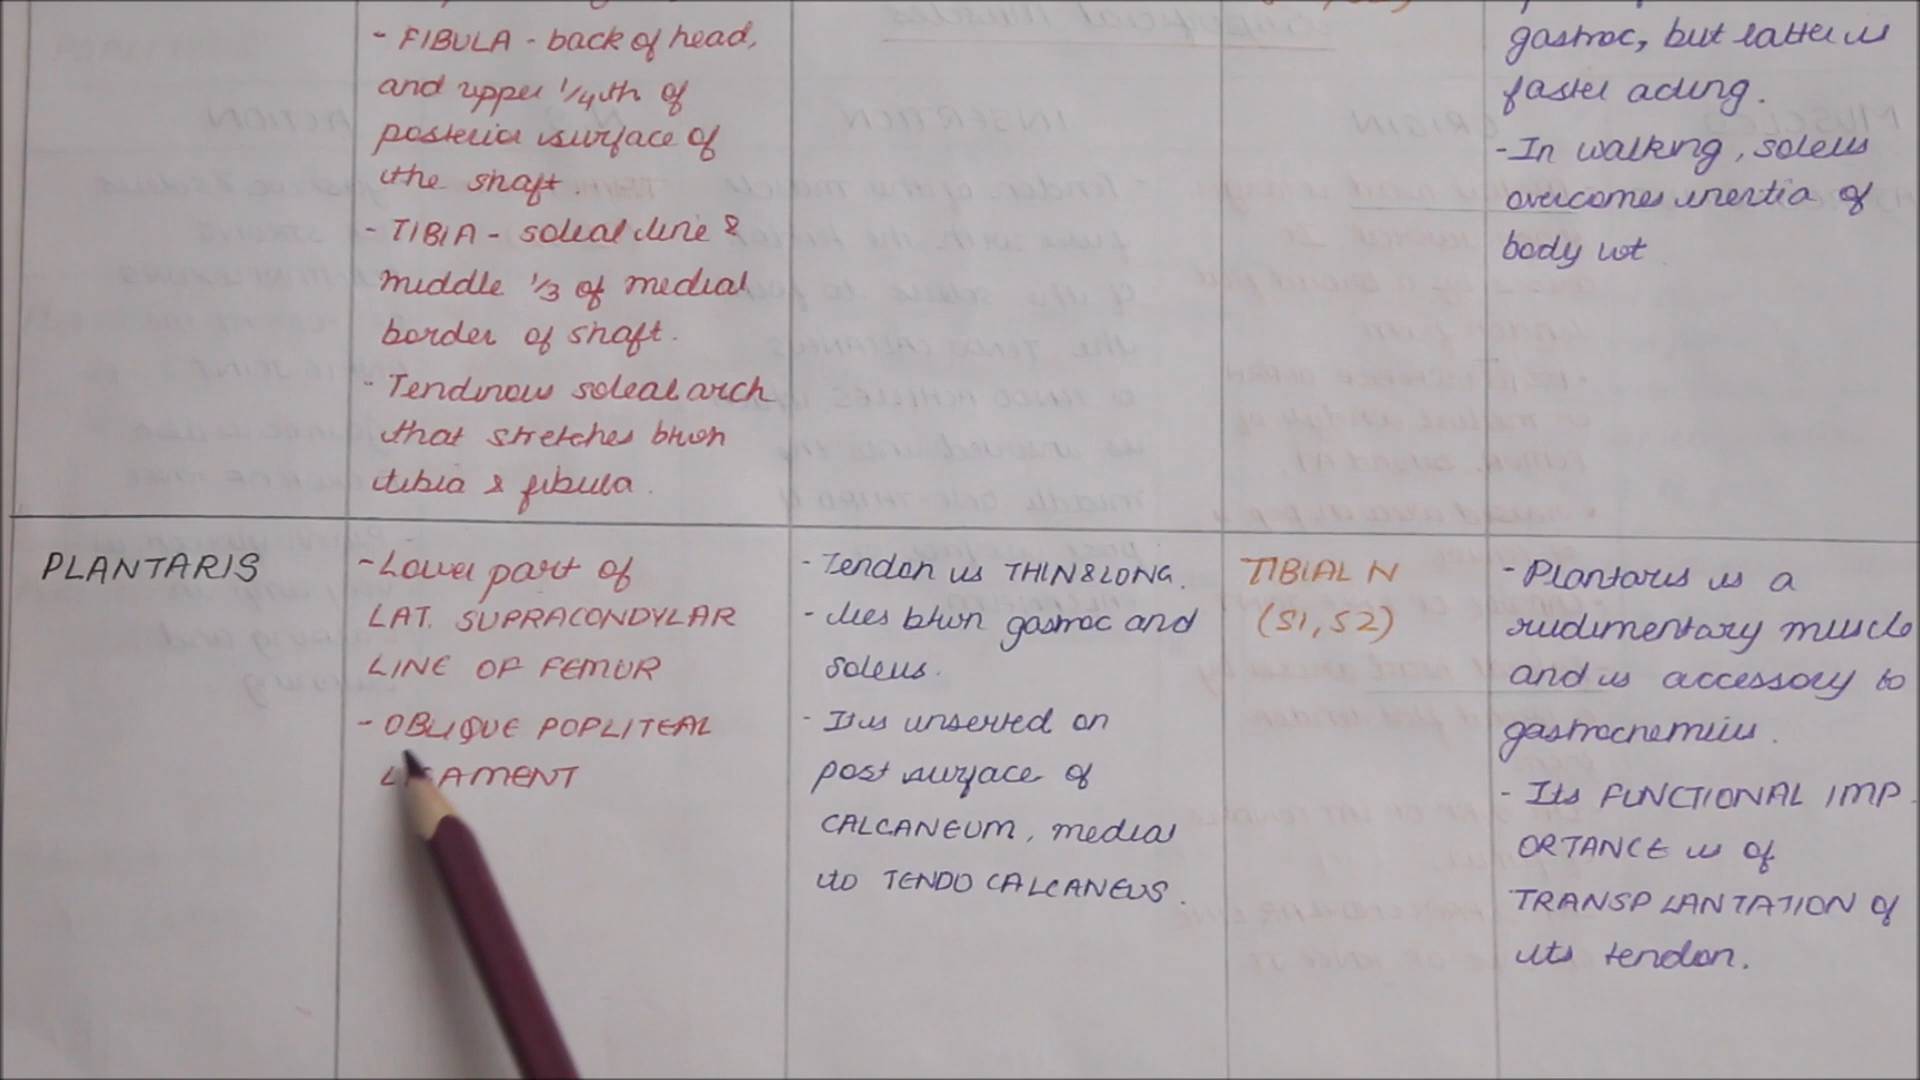 - FIBULA - back of head,
and upper 1/4th of
posterior surface of
the shaft
- TIBIA - soleal line &
middle 1/3 of medial
border of shaft.
- Tendinous soleal arch
that stretches btwn
tibia & fibula.
gastroc, but latter is
faster acting.
- In walking, soleus
overcomes inertia of
body wt
PLANTARIS
- Lower part of
LAT. SUPRACONDYLAR
LINE OF FEMUR
- OBLIQUE POPLITEAL
LIGAMENT
- Tendon is THIN & LONG.
- lies btwn gastroc and
soleus.
- It is inserted on
post surface of
CALCANEUM, medial
to TENDO CALCANEUS.
TIBIAL N
(S1, S2)
- Plantaris is a
rudimentary muscle
and is accessory to
gastrocnemius.
- Its FUNCTIONAL IMP
ORTANCE is of
TRANSPLANTATION of
its tendon.